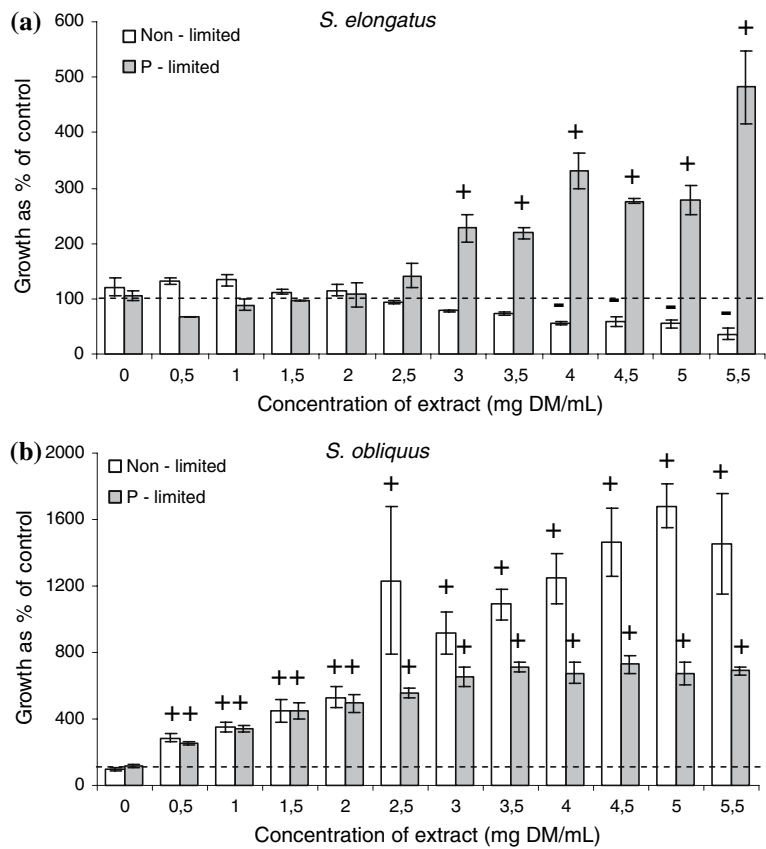 (a)
S. elongatus
600
500
400
300
200
100
0
Growth as % of control
Non - limited
P - limited
+ + + + + +
- - - -
0 0,5 1 1,5 2 2,5 3 3,5 4 4,5 5 5,5
Concentration of extract (mg DM/mL)
(b)
S. obliquus
2000
1600
1200
800
400
0
Growth as % of control
Non - limited
P - limited
++ ++ ++ ++ + + + + + + + + + + + + + +
0 0,5 1 1,5 2 2,5 3 3,5 4 4,5 5 5,5
Concentration of extract (mg DM/mL)